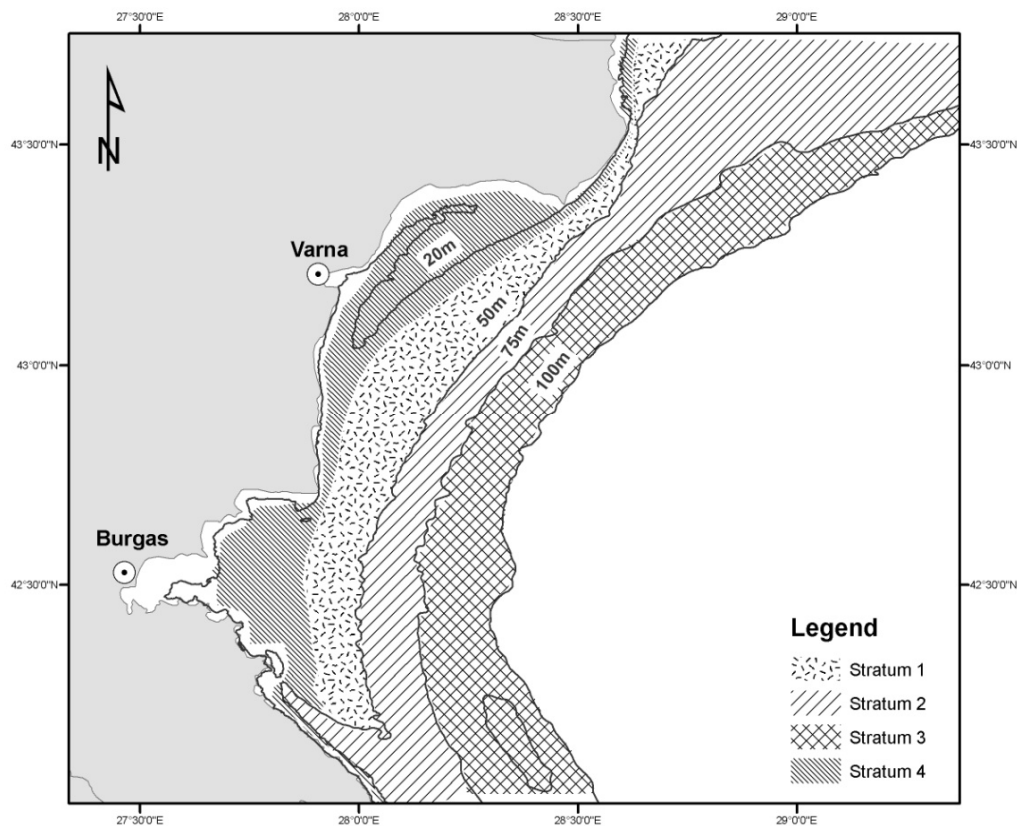 27°30'0"E 28°0'0"E 28°30'0"E 29°0'0"E
N
43°30'0"N 43°30'0"N
Varna
20m
50m
75m
100m
43°0'0"N 43°0'0"N
Burgas
42°30'0"N 42°30'0"N
Legend
Stratum 1
Stratum 2
Stratum 3
Stratum 4
27°30'0"E 28°0'0"E 28°30'0"E 29°0'0"E